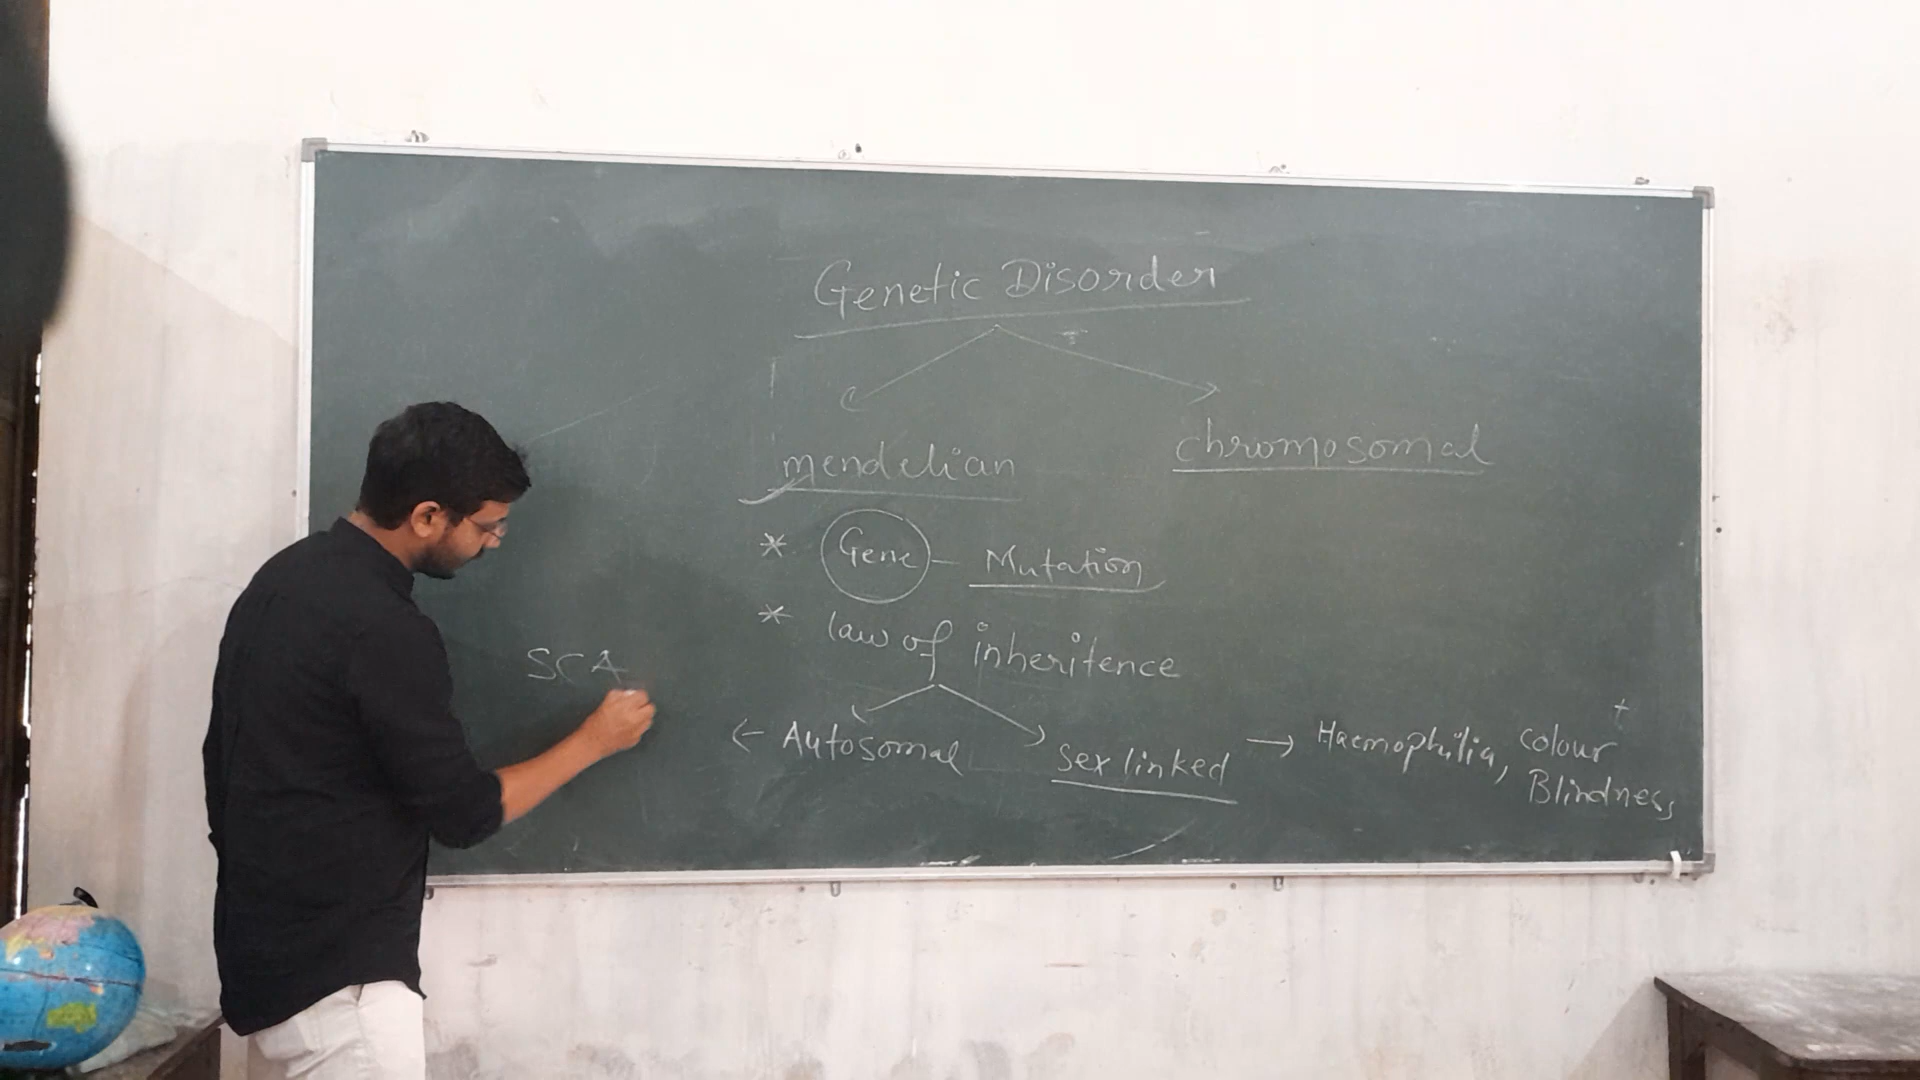 Genetic Disorder
mendelian
chromosomal
* Gene - Mutation
* law of inheritence
SCA
← Autosomal
sex linked → Haemophilia, colour
Blindness